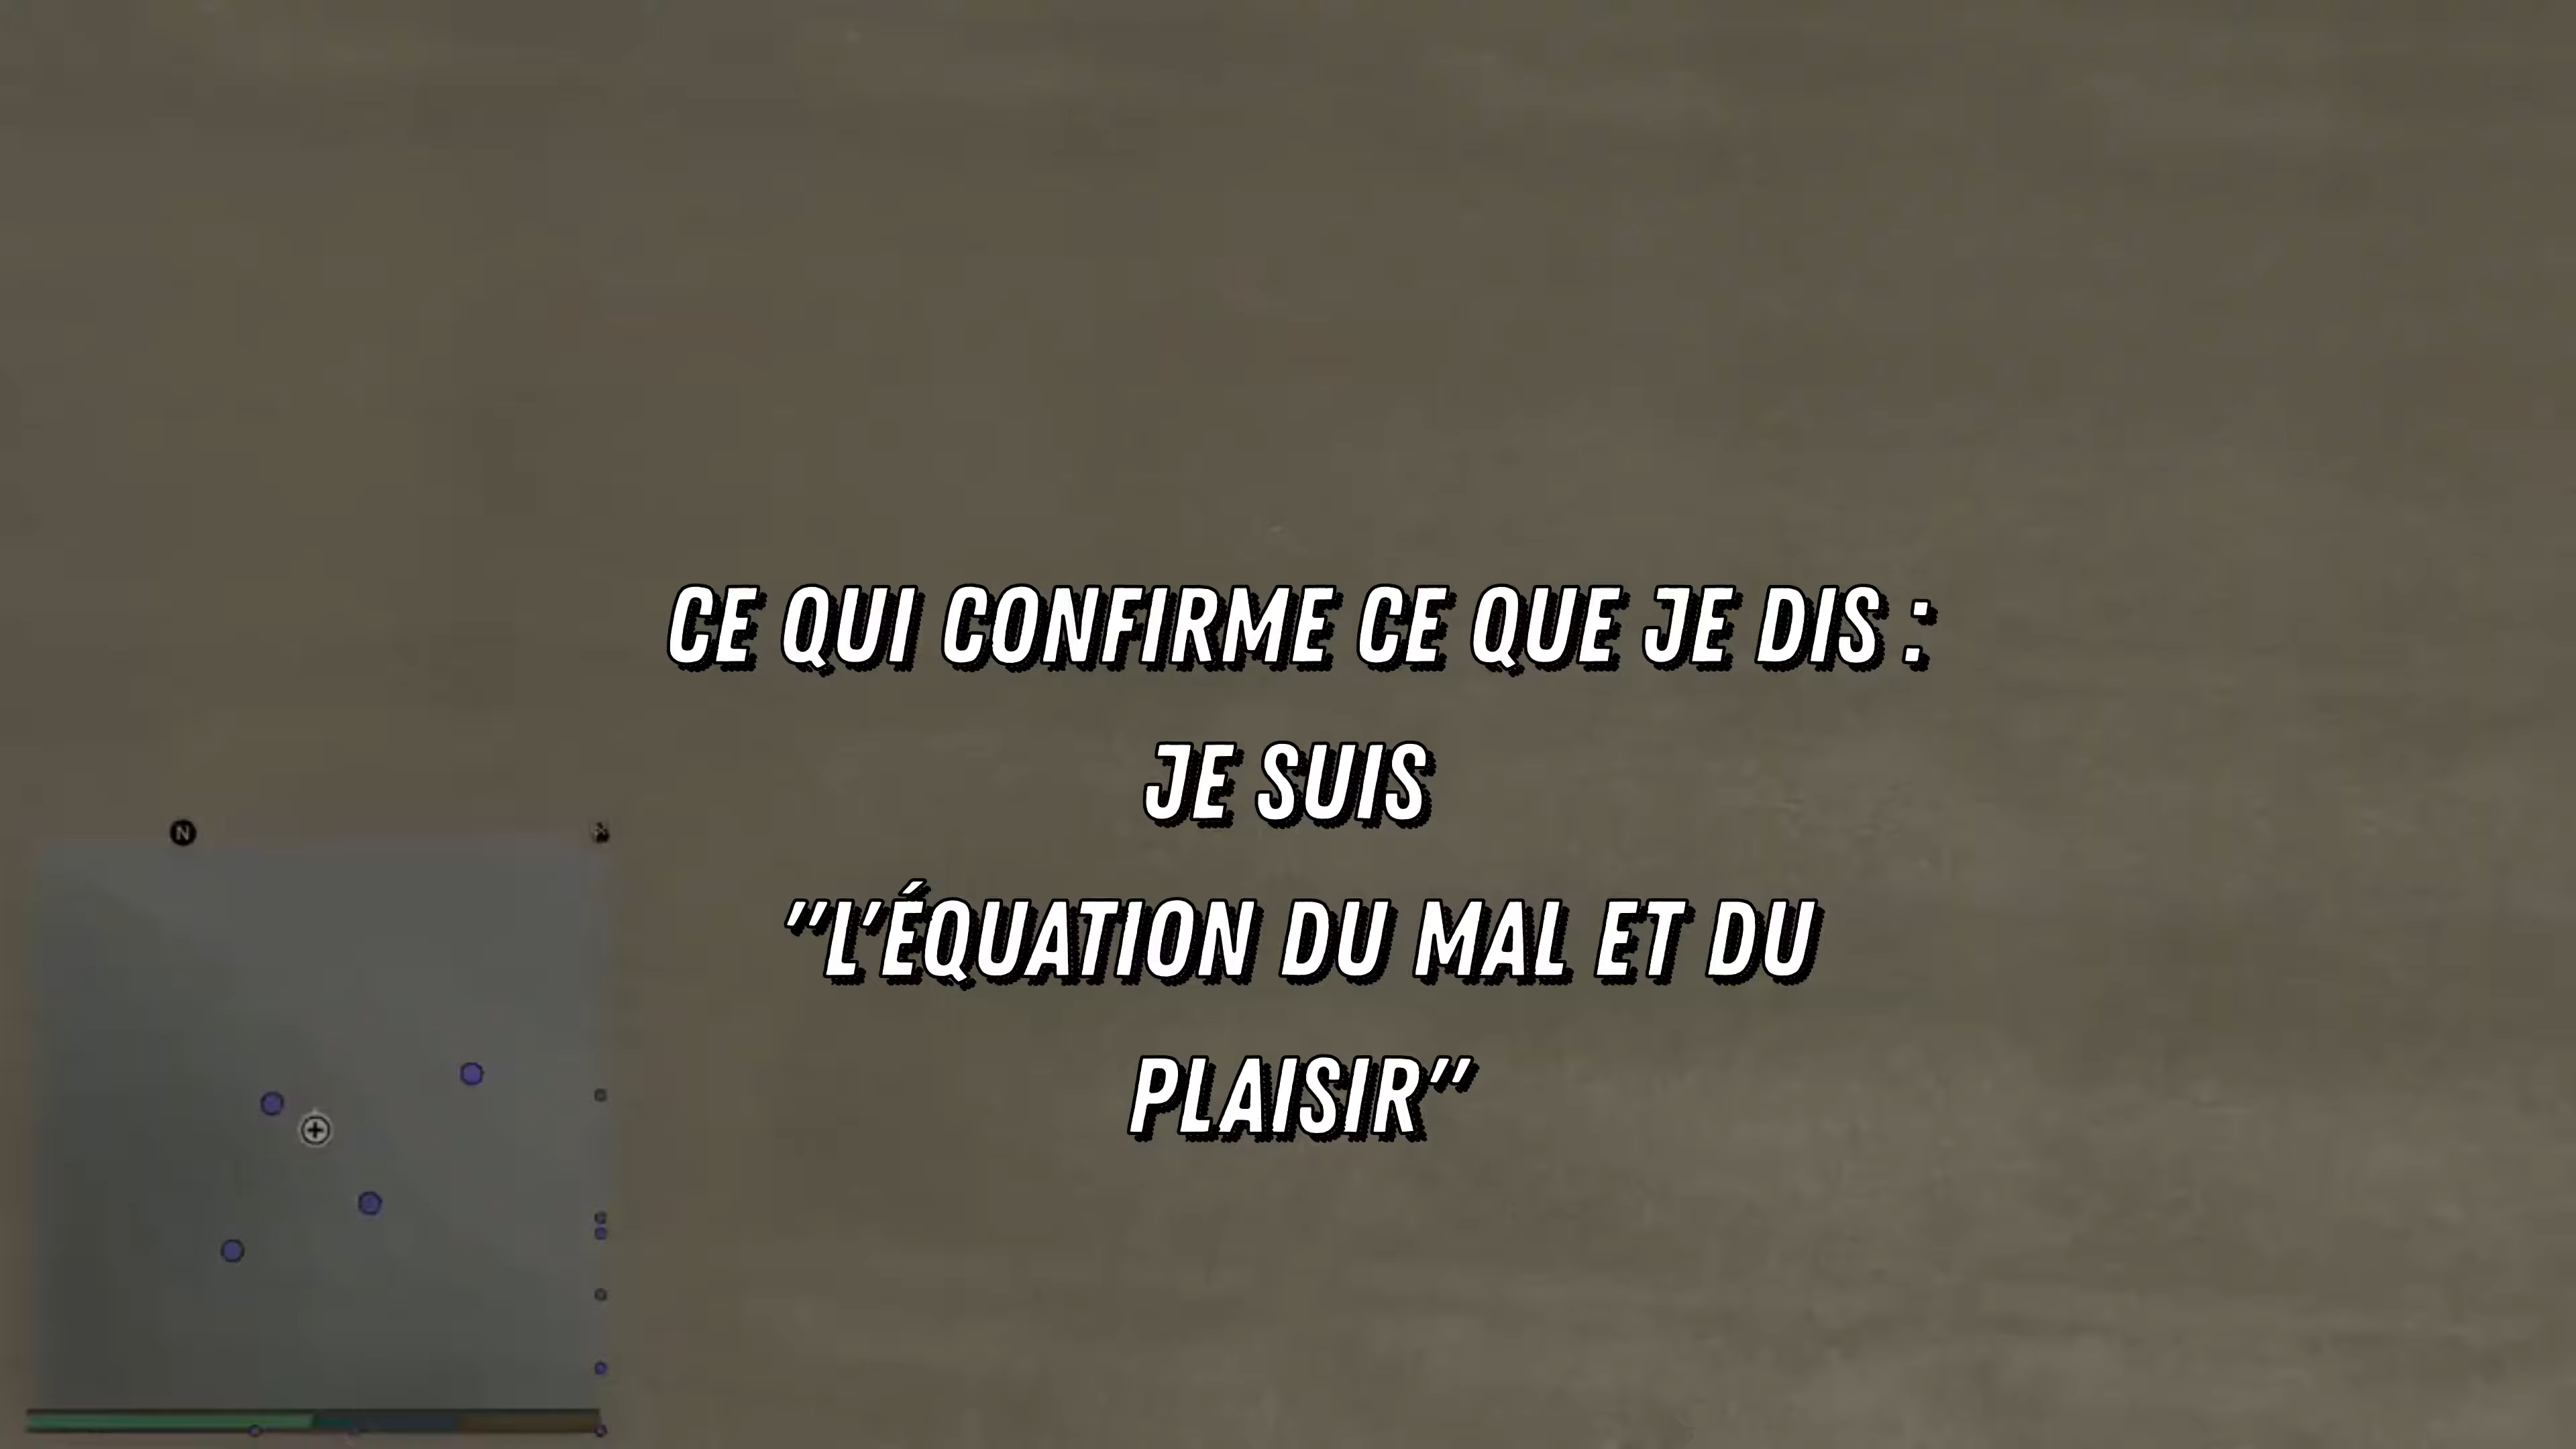 CE QUI CONFIRME CE QUE JE DIS :
JE SUIS
"L'ÉQUATION DU MAL ET DU
PLAISIR"
N